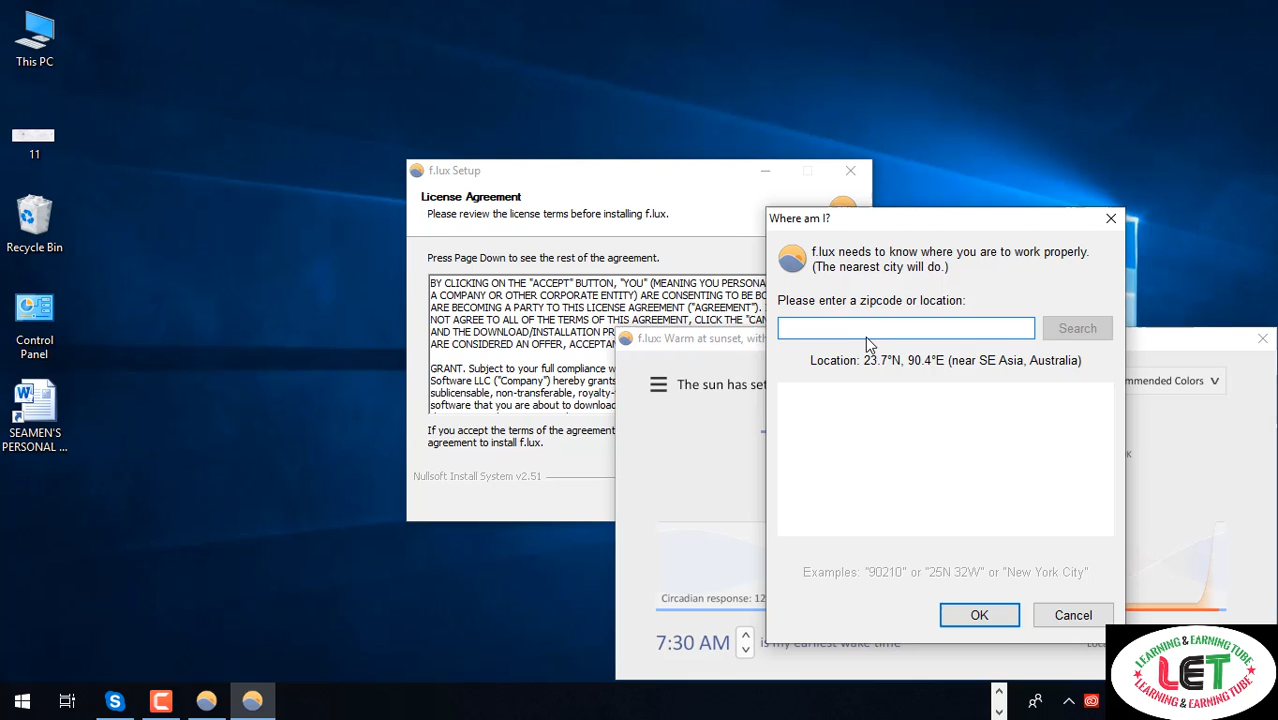 This PC
11
Recycle Bin
Control
Panel
SEAMEN'S
PERSONAL ...
f.lux Setup
License Agreement
Please review the license terms before installing f.lux.
Press Page Down to see the rest of the agreement.
BY CLICKING ON THE "ACCEPT" BUTTON, "YOU" (MEANING YOU PERSONA
A COMPANY OR OTHER CORPORATE ENTITY) ARE CONSENTING TO BE BO
ARE BECOMING A PARTY TO THIS LICENSE AGREEMENT ("AGREEMENT").
NOT AGREE TO ALL OF THE TERMS OF THIS AGREEMENT, CLICK THE "CAN
AND THE DOWNLOAD/INSTALLATION PR
ARE CONSIDERED AN OFFER, ACCEPTA
GRANT. Subject to your full compliance w
Software LLC ("Company") hereby grants
sublicensable, non-transferable, royalty-
software that you are about to download
If you accept the terms of the agreement
agreement to install f.lux.
Nullsoft Install System v2.51
f.lux: Warm at sunset, with
The sun has set
mmended Colors
K
Circadian response: 12
7:30 AM
is my earliest wake time
Loc
Where am I?
f.lux needs to know where you are to work properly.
(The nearest city will do.)
Please enter a zipcode or location:
Search
Location: 23.7°N, 90.4°E (near SE Asia, Australia)
Examples: "90210" or "25N 32W" or "New York City"
OK
Cancel
LEARNING & EARNING TUBE
LET
LEARNING & EARNING TUBE